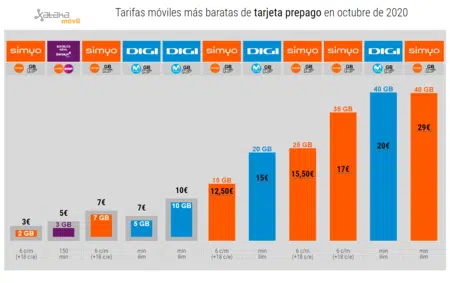 Xataka
móvil
Tarifas móviles más baratas de tarjeta prepago en octubre de 2020
simyo
simyo
DIGI
DIGI
simyo
DIGI
simyo
simyo
DIGI
simyo
3€
2 GB
5€
3 GB
7€
7 GB
7€
5 GB
10€
10 GB
15 GB
12,50€
20 GB
15€
25 GB
15,50€
35 GB
17€
40 GB
20€
40 GB
29€
6 c/m
(+18 c/e)
150
min
6 c/m
(+18 c/e)
min
ilim
min
ilim
6 c/m
(+18 c/e)
min
ilim
6 c/m
(+18 c/e)
6 c/m
(+18 c/e)
min
ilim
min
ilim